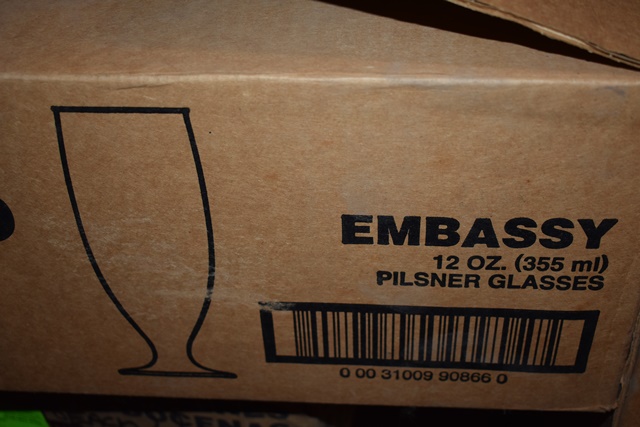 EMBASSY
12 OZ. (355 ml)
PILSNER GLASSES
0 00 31009 90866 0